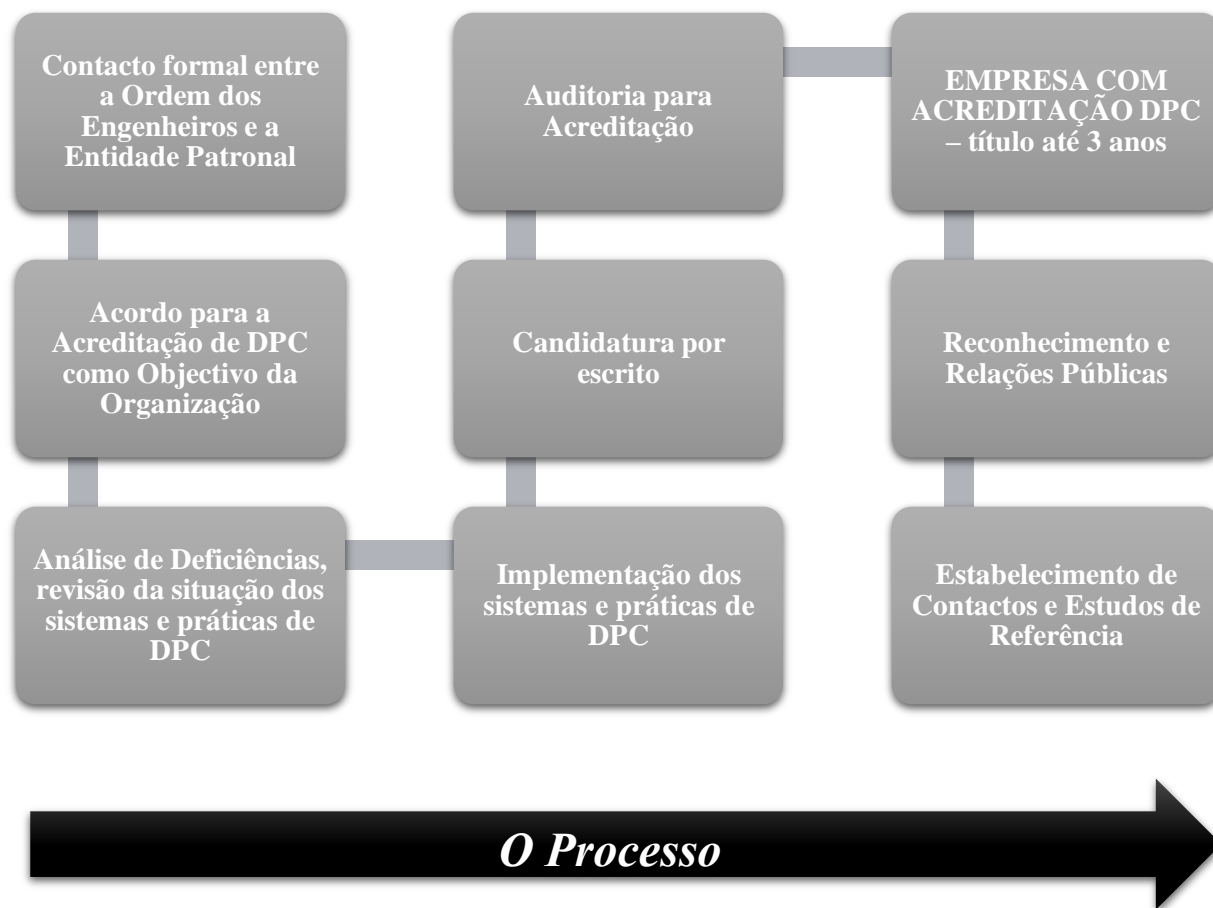 Contacto formal entre
a Ordem dos
Engenheiros e a
Entidade Patronal
Acordo para a
Acreditação de DPC
como Objectivo da
Organização
Análise de Deficiências,
revisão da situação dos
sistemas e práticas de
DPC
Implementação dos
sistemas e práticas de
DPC
Candidatura por
escrito
Auditoria para
Acreditação
EMPRESA COM
ACREDITAÇÃO DPC
– título até 3 anos
Reconhecimento e
Relações Públicas
Estabelecimento de
Contactos e Estudos de
Referência
O Processo